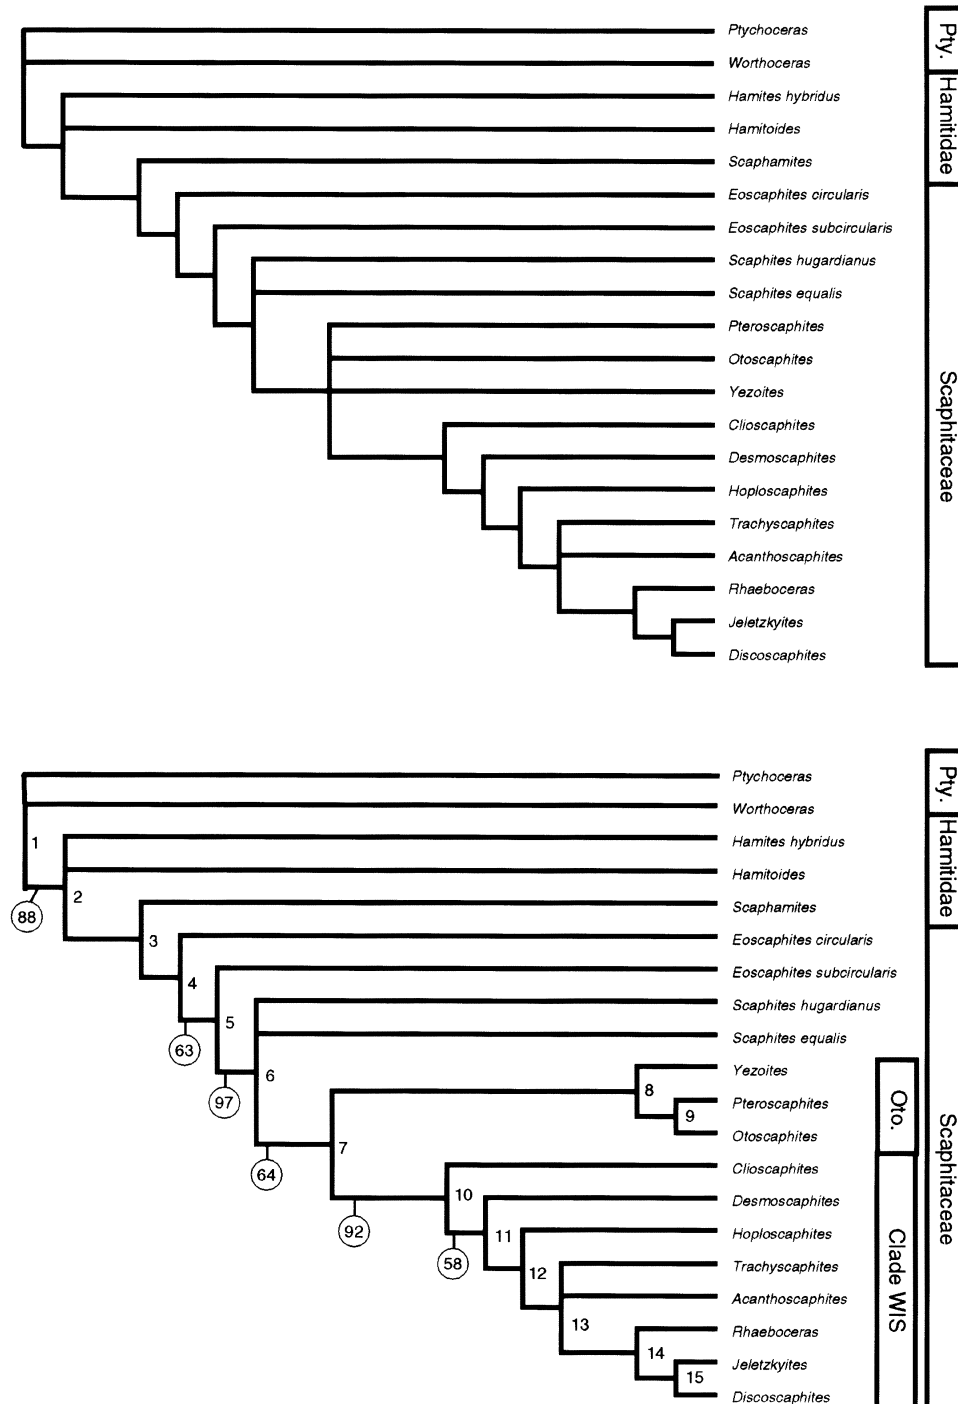 Ptychoceras
Worthoceras
Hamites hybridus
Hamitoides
Scaphamites
Eoscaphites circularis
Eoscaphites subcircularis
Scaphites hugardianus
Scaphites equalis
Pteroscaphites
Otoscaphites
Yezoites
Clioscaphites
Desmoscaphites
Hoploscaphites
Trachyscaphites
Acanthoscaphites
Rhaeboceras
Jeletzkyites
Discoscaphites
Pty.
Hamitidae
Scaphitaceae
Ptychoceras
Worthoceras
Hamites hybridus
Hamitoides
Scaphamites
Eoscaphites circularis
Eoscaphites subcircularis
Scaphites hugardianus
Scaphites equalis
Yezoites
Pteroscaphites
Otoscaphites
Clioscaphites
Desmoscaphites
Hoploscaphites
Trachyscaphites
Acanthoscaphites
Rhaeboceras
Jeletzkyites
Discoscaphites
1
2
3
4
5
6
7
8
9
10
11
12
13
14
15
88
63
97
64
92
58
Oto.
Clade WIS
Pty.
Hamitidae
Scaphitaceae